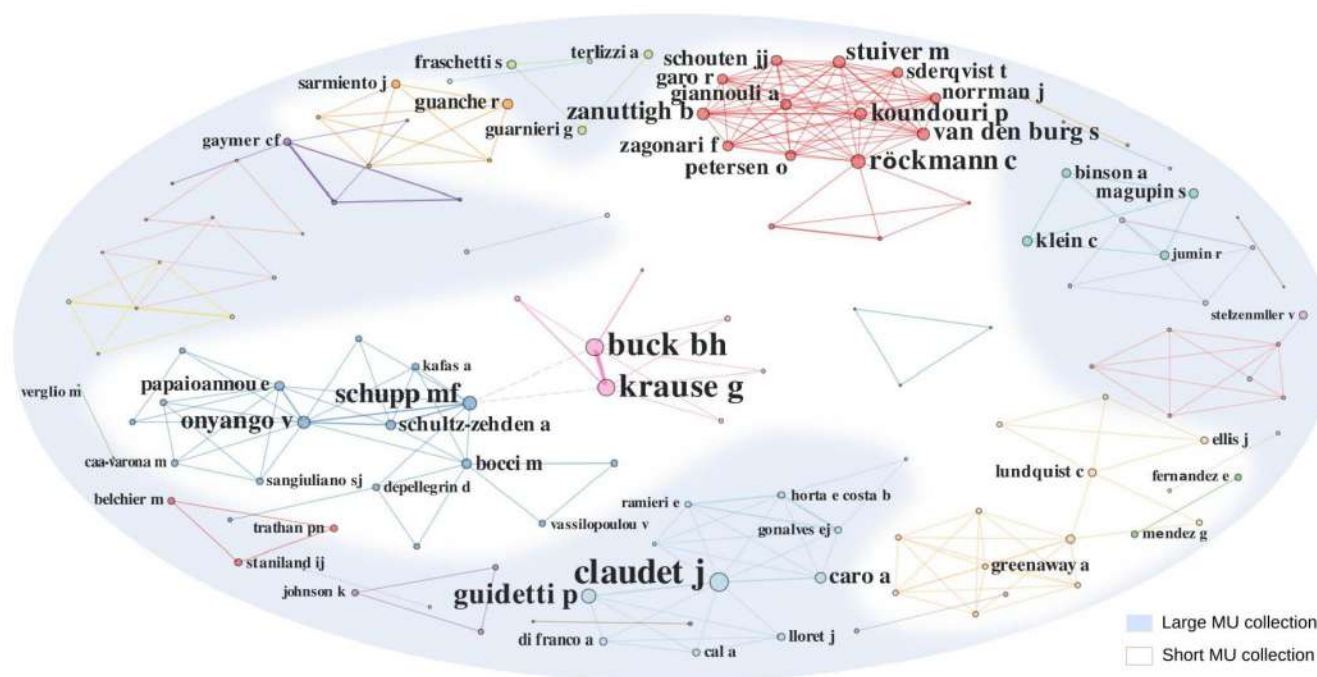 stuiver m
schouten jj
terlizzi a
fraschetti s
sderqvist t
garo r
sarmiento j
giannouli a
norrman j
guanche r
zanuttigh b
koundouri p
guarnieri g
van den burg s
gaymer cf
zagonari f
petersen o
röckmann c
binson a
magupin s
klein c
jumin r
stelzenmller v
buck bh
kafas a
krause g
papaioannou e
verglio m
schupp mf
onyango v
schultz-zehden a
ellis j
caa-varona m
bocci m
lundquist c
fernandez e
sangiuliano sj
depellegrin d
belchier m
ramieri e
horta e costa b
trathan pn
vassilopoulou v
gonalves ej
mendez g
staniland ij
claudet j
caro a
greenaway a
johnson k
guidetti p
di franco a
lloret j
cal a
Large MU collection
Short MU collection